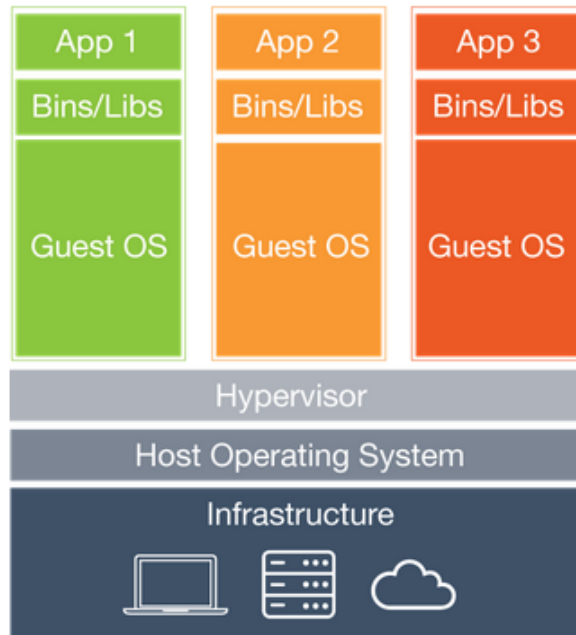 App 1
App 2
App 3
Bins/Libs
Bins/Libs
Bins/Libs
Guest OS
Guest OS
Guest OS
Hypervisor
Host Operating System
Infrastructure